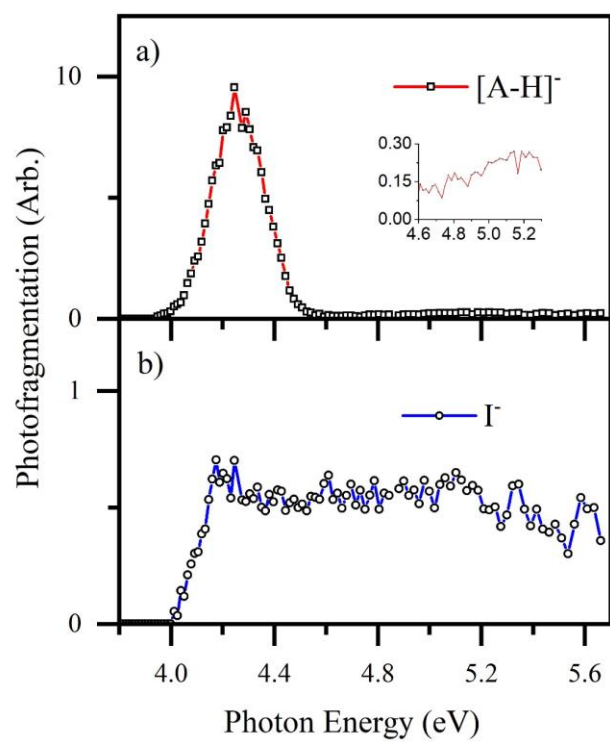 a)
10
[A-H]⁻
0.30
0.15
0.00
4.6 4.8 5.0 5.2
0
b)
1
I⁻
0
4.0 4.4 4.8 5.2 5.6
Photon Energy (eV)
Photofragmentation (Arb.)